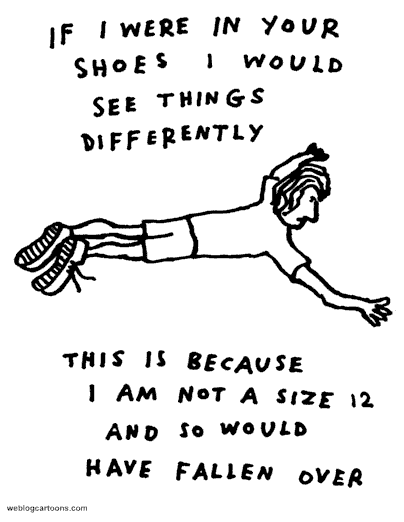 IF I WERE IN YOUR
SHOES I WOULD
SEE THINGS
DIFFERENTLY
THIS IS BECAUSE
I AM NOT A SIZE 12
AND SO WOULD
HAVE FALLEN OVER
weblogcartoons.com